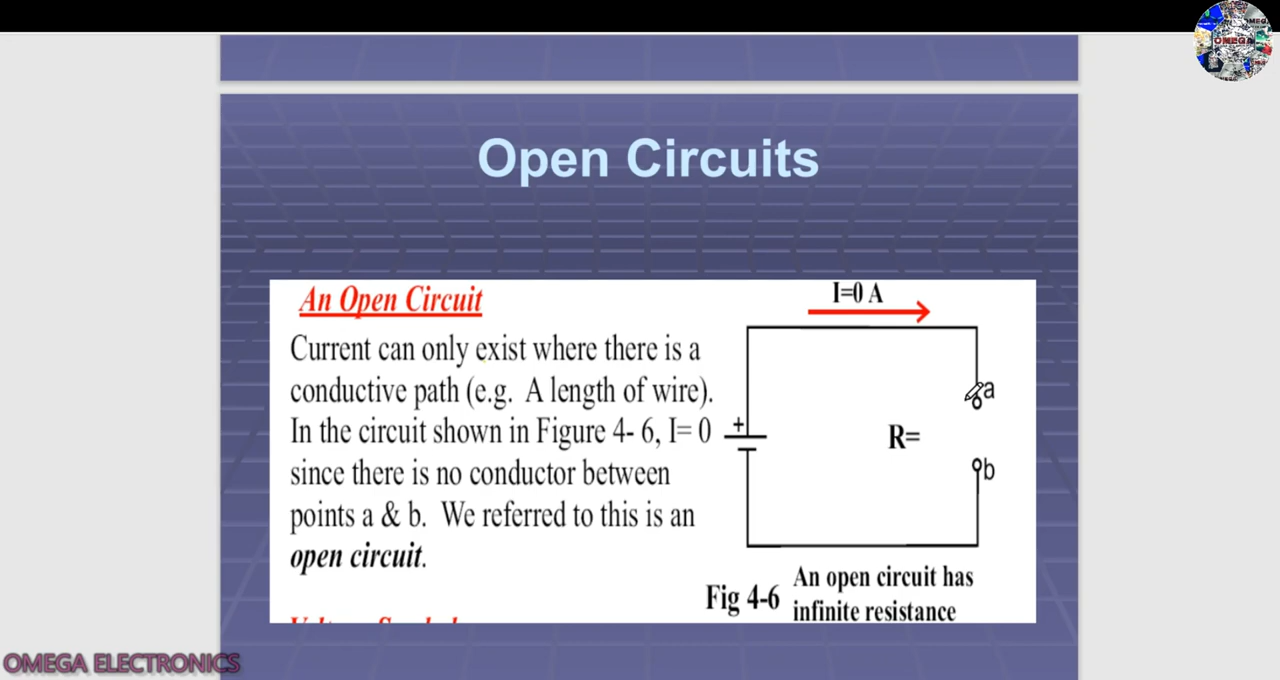 OMEGA
Open Circuits
An Open Circuit
Current can only exist where there is a
conductive path (e.g. A length of wire).
In the circuit shown in Figure 4- 6, I= 0
since there is no conductor between
points a & b. We referred to this is an
open circuit.
I=0 A
+
a
R=
b
Fig 4-6
An open circuit has
infinite resistance
OMEGA ELECTRONICS